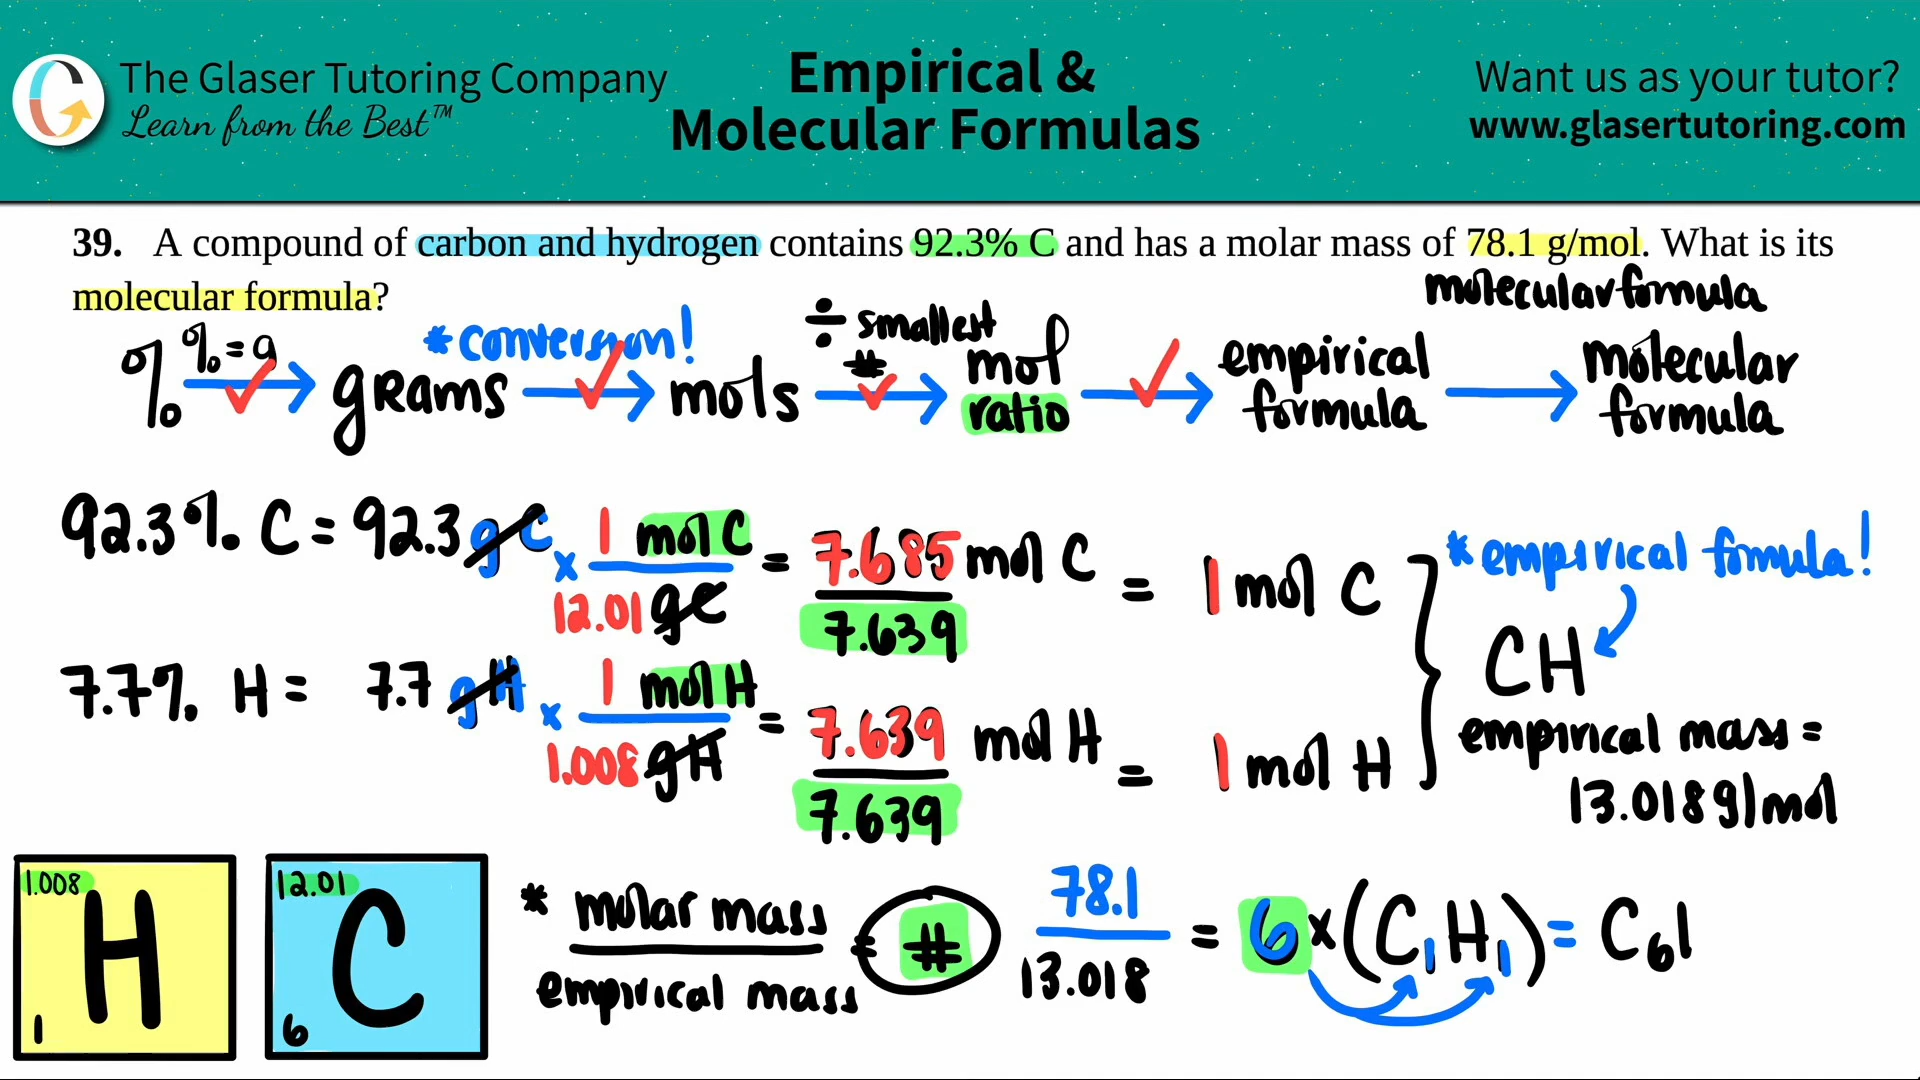 The Glaser Tutoring Company
Learn from the Best™
Empirical &
Molecular Formulas
Want us as your tutor?
www.glasertutoring.com
39. A compound of carbon and hydrogen contains 92.3% C and has a molar mass of 78.1 g/mol. What is its
molecular formula?
molecular formula
% %=g grams *conversion! mols ÷ smallest # mol ratio empirical formula molecular formula
92.3% C = 92.3 g C x 1 mol C / 12.01 g C = 7.685 mol C / 7.639 = 1 mol C
7.7% H = 7.7 g H x 1 mol H / 1.008 g H = 7.639 mol H / 7.639 = 1 mol H
*empirical formula!
CH
empirical mass =
13.018 g/mol
1.008
H
1
12.01
C
6
* molar mass / empirical mass = #
78.1 / 13.018 = 6 x (C₁H₁) = C₆l